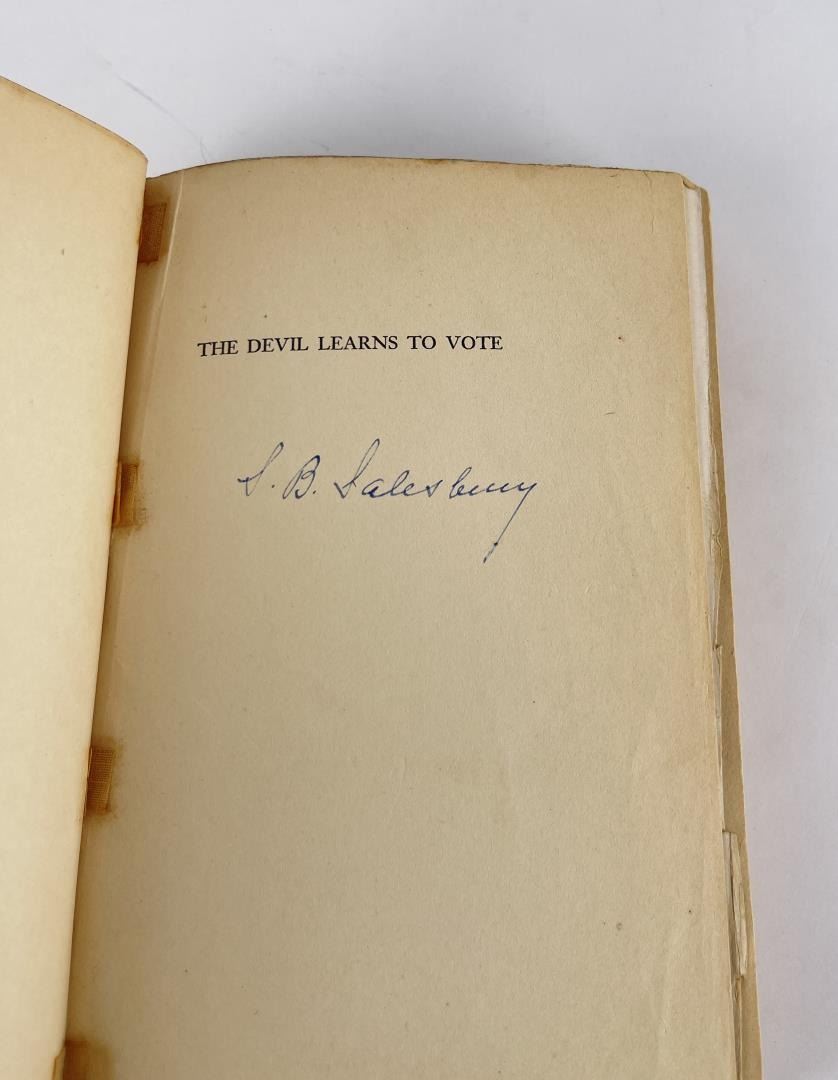 THE DEVIL LEARNS TO VOTE
S. B. Salesbury